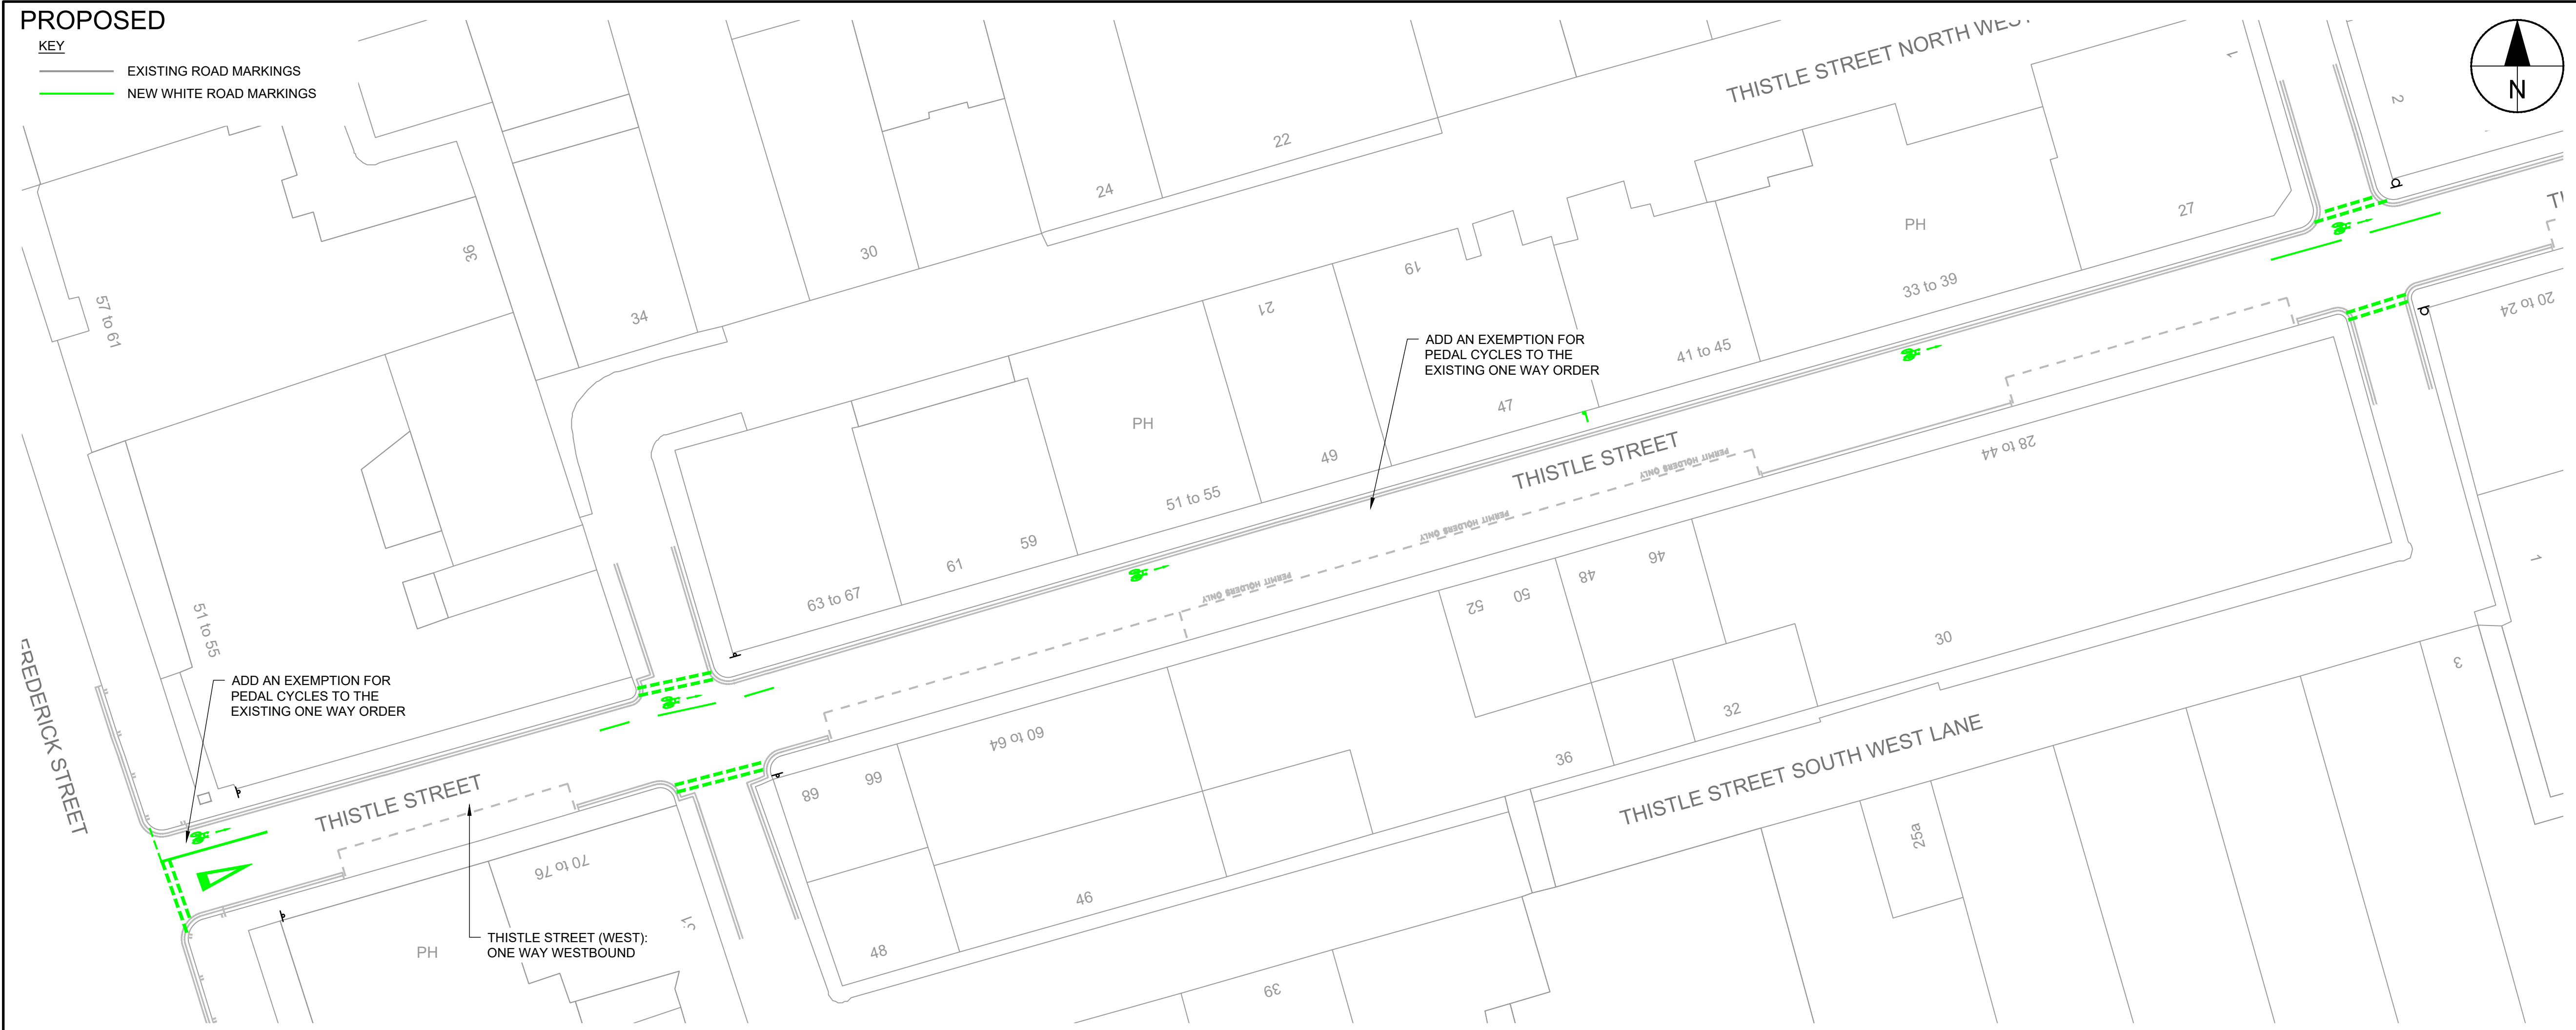 PROPOSED
KEY
EXISTING ROAD MARKINGS
NEW WHITE ROAD MARKINGS
THISTLE STREET NORTH WEST
N
1
2
22
24
30
34
36
57 to 61
19
21
PH
27
33 to 39
41 to 45
47
49
PH
51 to 55
59
61
63 to 67
20 to 24
ADD AN EXEMPTION FOR
PEDAL CYCLES TO THE
EXISTING ONE WAY ORDER
THISTLE STREET
PERMIT HOLDERS ONLY
PERMIT HOLDERS ONLY
PERMIT HOLDERS ONLY
28 to 44
46
48
50
52
30
32
36
1
3
51 to 55
ADD AN EXEMPTION FOR
PEDAL CYCLES TO THE
EXISTING ONE WAY ORDER
FREDERICK STREET
THISTLE STREET
60 to 64
66
68
70 to 76
THISTLE STREET SOUTH WEST LANE
25a
46
48
39
PH
THISTLE STREET (WEST):
ONE WAY WESTBOUND